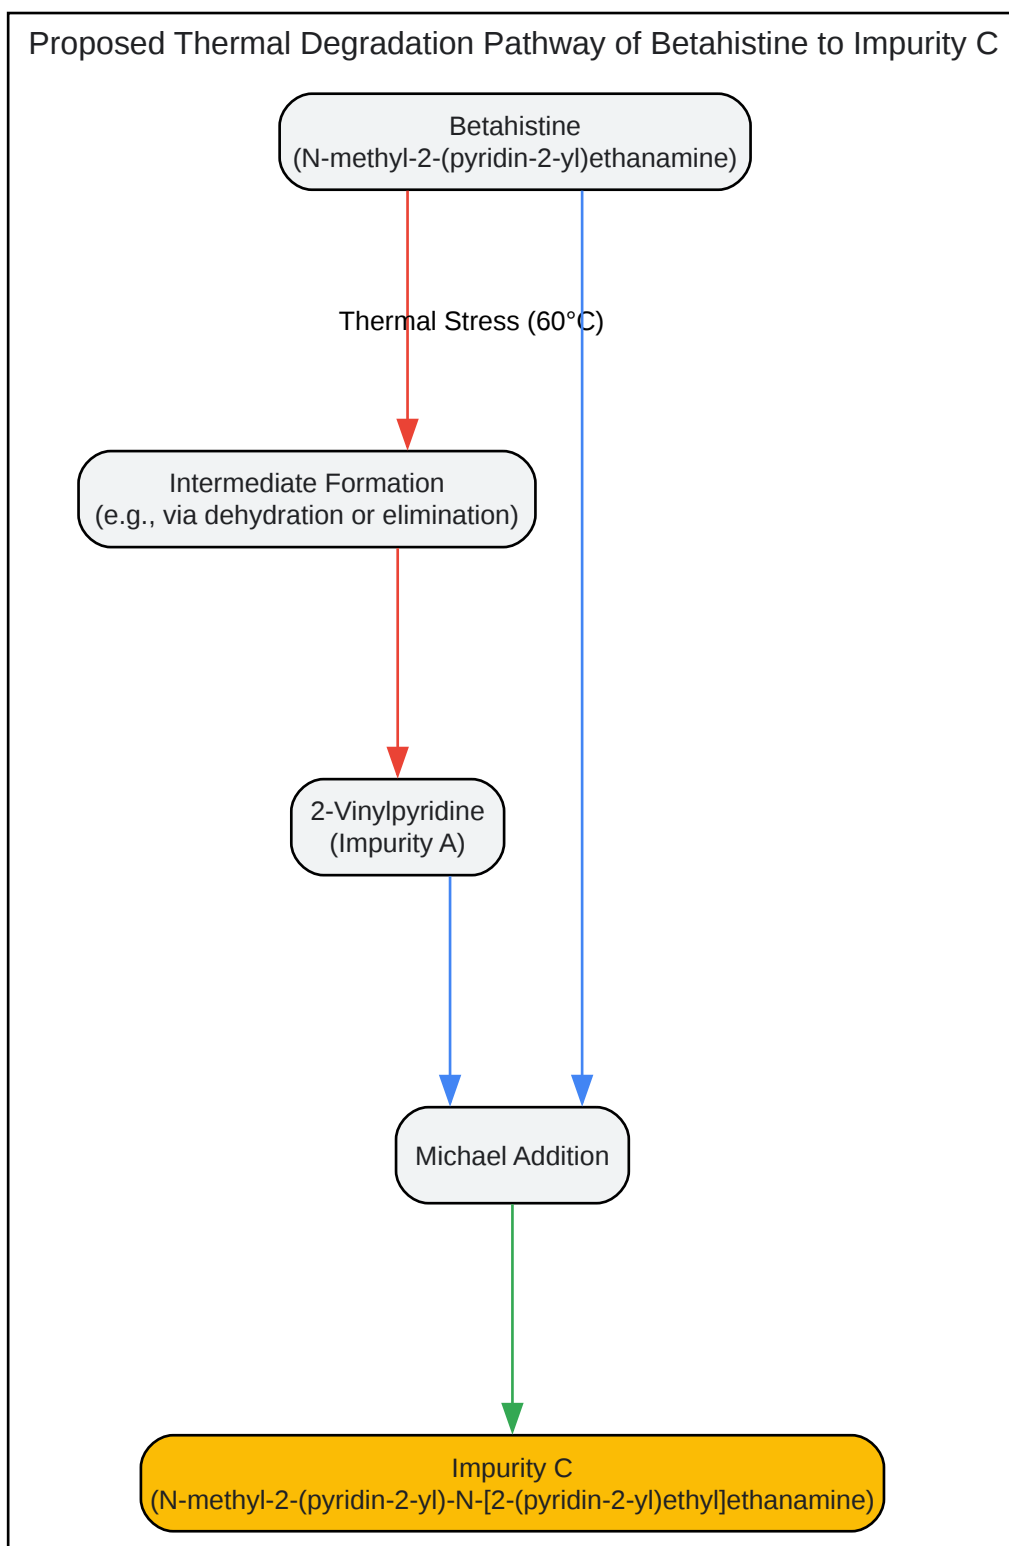 Proposed Thermal Degradation Pathway of Betahistine to Impurity C
Betahistine
(N-methyl-2-(pyridin-2-yl)ethanamine)
Thermal Stress (60°C)
Intermediate Formation
(e.g., via dehydration or elimination)
2-Vinylpyridine
(Impurity A)
Michael Addition
Impurity C
(N-methyl-2-(pyridin-2-yl)-N-[2-(pyridin-2-yl)ethyl]ethanamine)